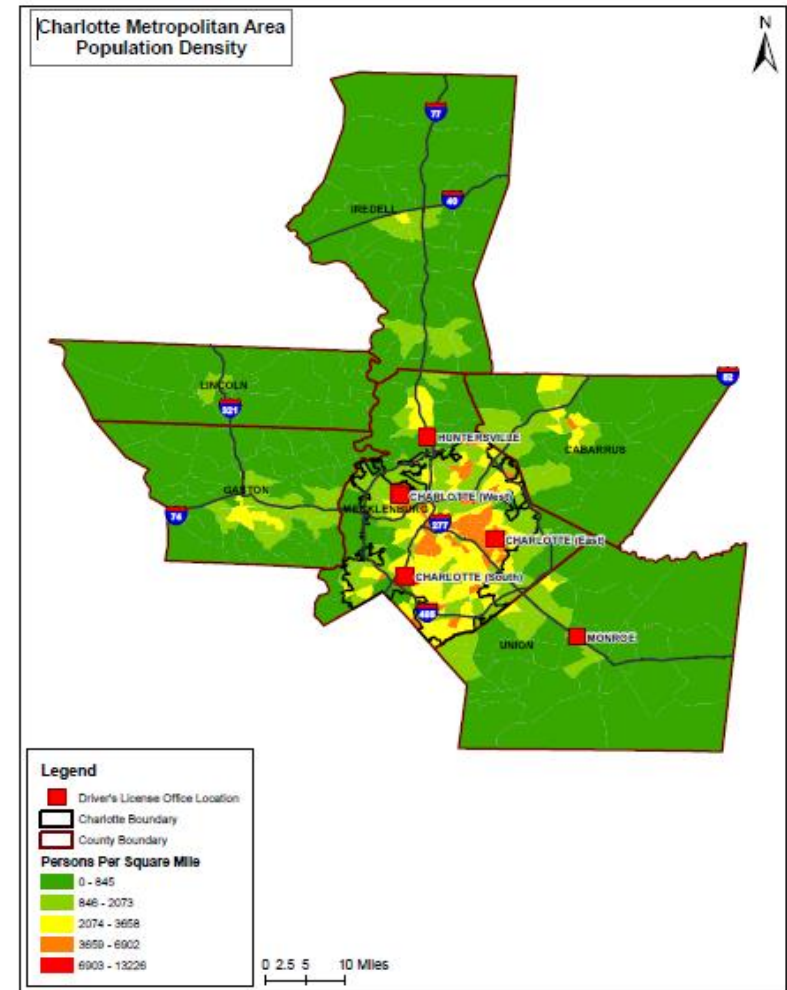 Charlotte Metropolitan Area
Population Density
N
77
IREDELL
40
LINCOLN
321
85
HUNTERSVILLE
CABARRUS
GASTON
CHARLOTTE (West)
MECKLENBURG
74
277
CHARLOTTE (East)
CHARLOTTE (South)
485
MONROE
UNION
Legend
Driver's License Office Location
Charlotte Boundary
County Boundary
Persons Per Square Mile
0 - 845
846 - 2073
2074 - 3658
3659 - 6902
6903 - 13226
0 2.5 5 10 Miles